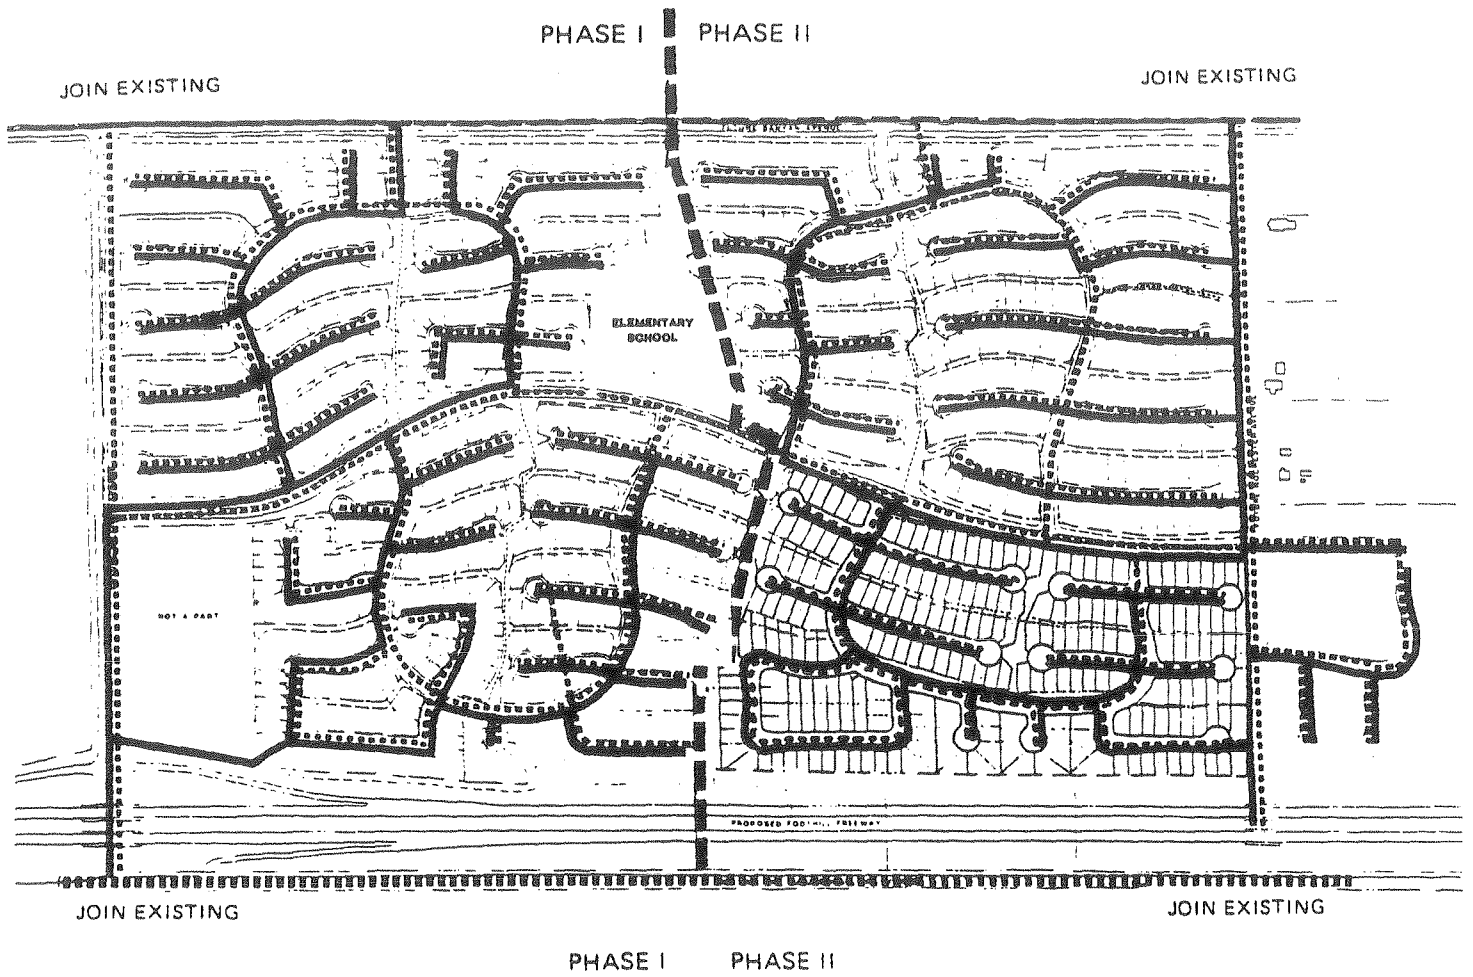 PHASE I
PHASE II
JOIN EXISTING
JOIN EXISTING
AVENUE
ELEMENTARY
SCHOOL
NOT A PART
PROPOSED FOOTHILL FREEWAY
JOIN EXISTING
JOIN EXISTING
PHASE I
PHASE II